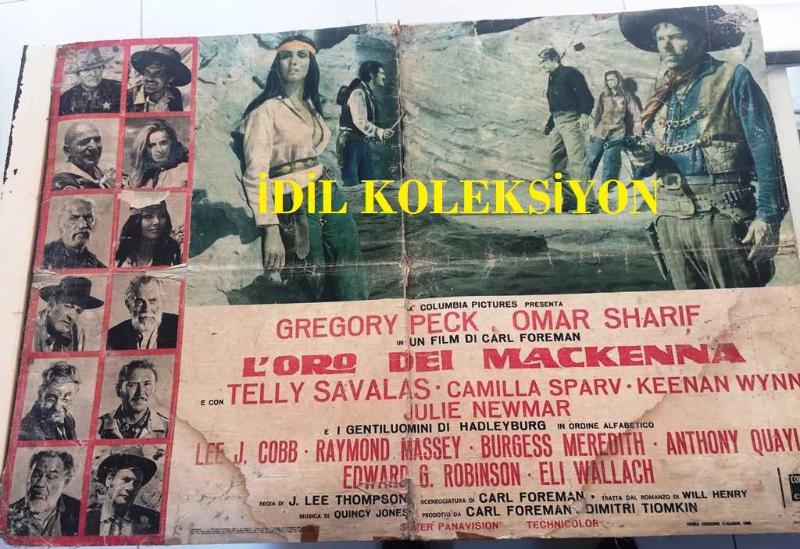 İDİL KOLEKSİYON
COLUMBIA PICTURES PRESENTA
GREGORY PECK OMAR SHARIF
IN UN FILM DI CARL FOREMAN
L'ORO DEI MACKENNA
E CON TELLY SAVALAS · CAMILLA SPARV · KEENAN WYNN
JULIE NEWMAR
E I GENTILUOMINI DI HADLEYBURG IN ORDINE ALFABETICO
LEE J. COBB · RAYMOND MASSEY · BURGESS MEREDITH · ANTHONY QUAYL
EDWARD G. ROBINSON · ELI WALLACH
REGIA DI J. LEE THOMPSON SCENEGGIATURA DI CARL FOREMAN · TRATTA DAL ROMANZO DI WILL HENRY
MUSICA DI QUINCY JONES PRODOTTO DA CARL FOREMAN E DIMITRI TIOMKIN
SUPER PANAVISION TECHNICOLOR